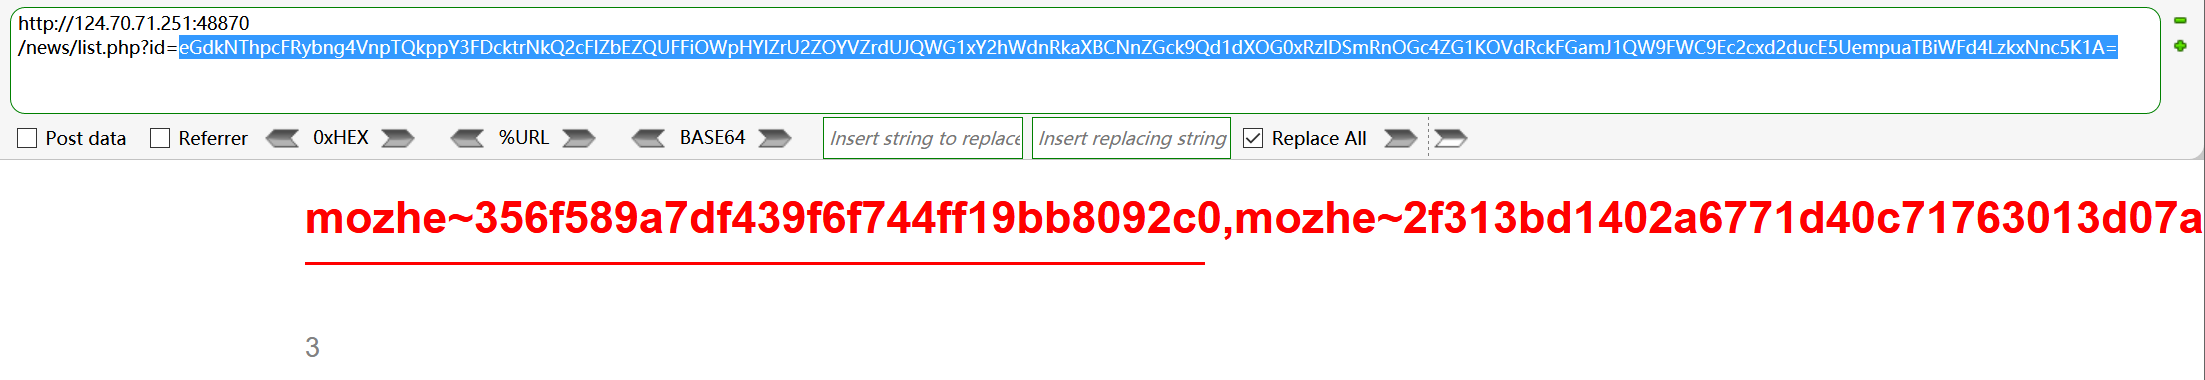 http://124.70.71.251:48870
/news/list.php?id=eGdkNThpcFRybng4VnpTQkppY3FDcktrNkQ2cFlZbEZQUFFiOWpHYlZrU2ZOYVZrdUJQWG1xY2hWdnRkaXBCNnZGck9Qd1dXOG0xRzlDSmRnOGc4ZG1KOVdRckFGamJ1QW9FWC9Ec2cxd2ducE5UempuaTBiWFd4LzkxNnc5K1A=
Post data Referrer 0xHEX %URL BASE64 Insert string to replace Insert replacing string Replace All
mozhe~356f589a7df439f6f744ff19bb8092c0,mozhe~2f313bd1402a6771d40c71763013d07a
3